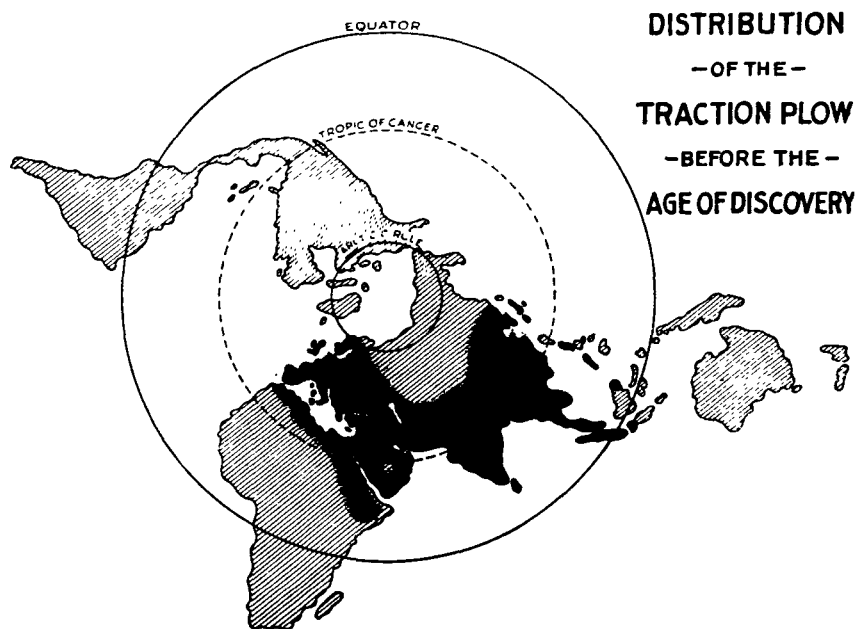 DISTRIBUTION
—OF THE—
TRACTION PLOW
—BEFORE THE—
AGE OF DISCOVERY
EQUATOR
TROPIC OF CANCER